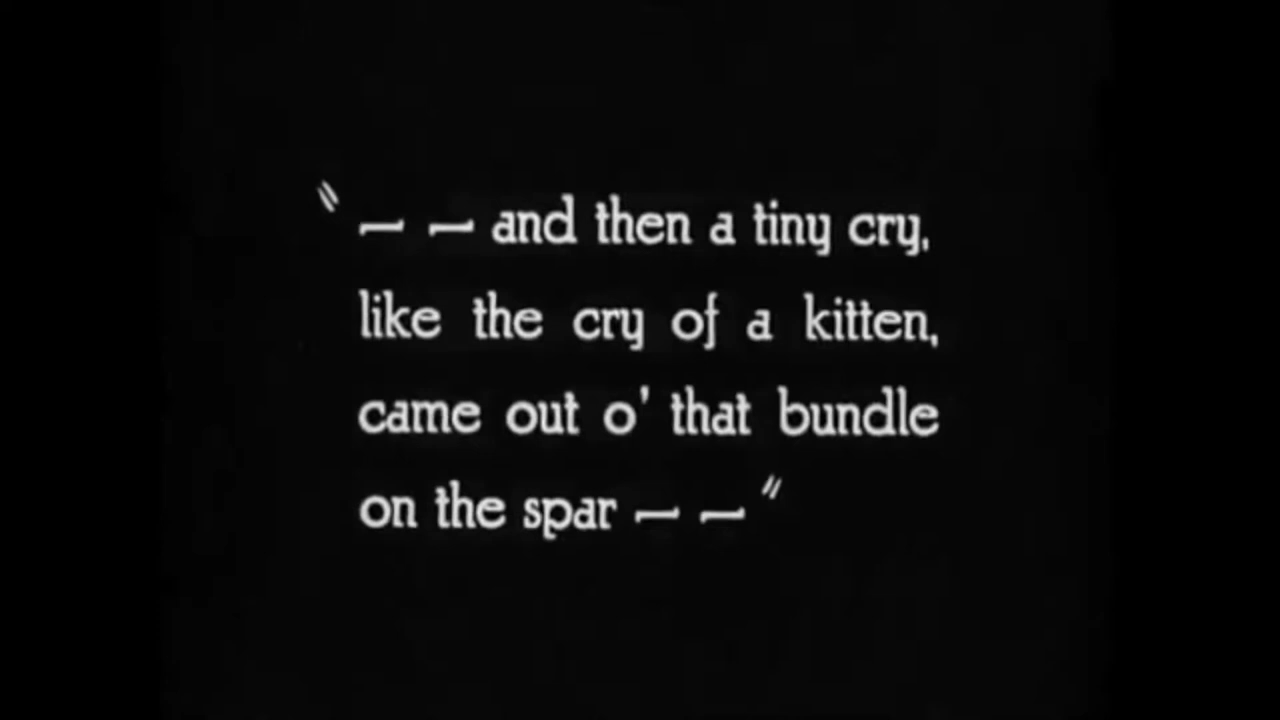 "— — and then a tiny cry,
like the cry of a kitten,
came out o' that bundle
on the spar — —"